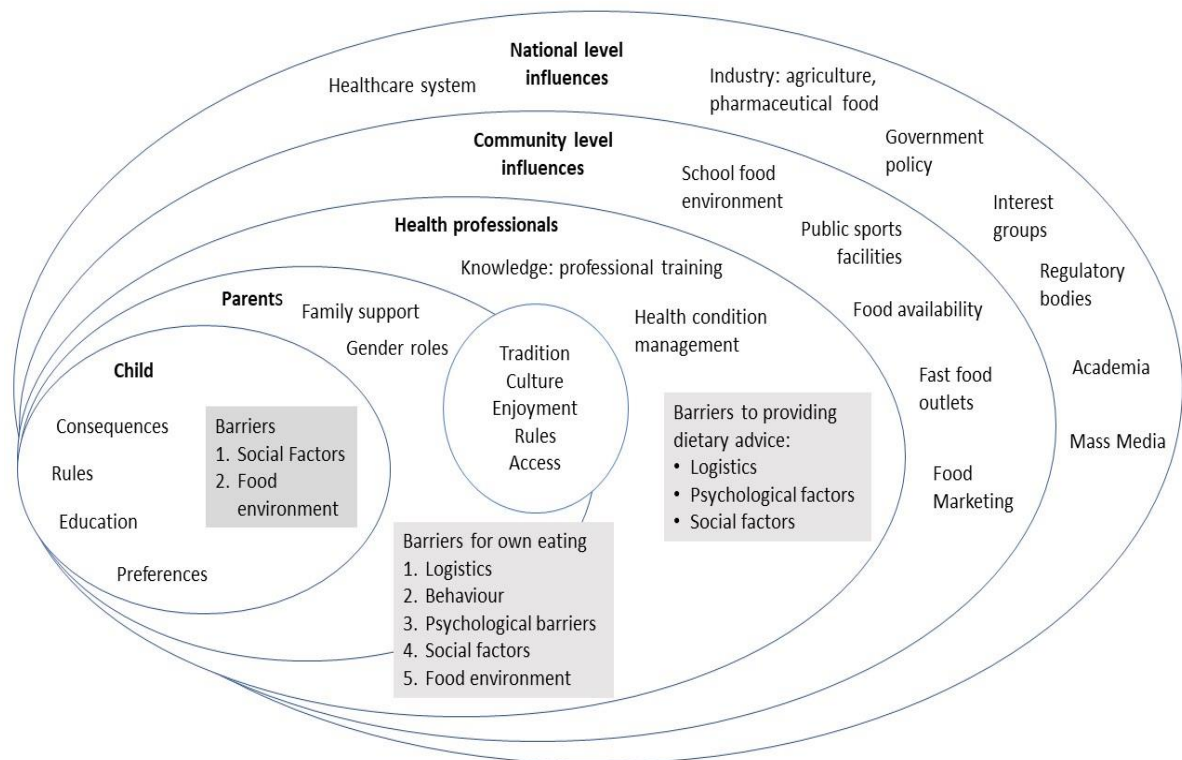 National level
influences
Healthcare system
Industry: agriculture,
pharmaceutical food
Government
policy
Interest
groups
Regulatory
bodies
Academia
Mass Media
Community level
influences
School food
environment
Public sports
facilities
Food availability
Fast food
outlets
Food
Marketing
Health professionals
Knowledge: professional training
Health condition
management
Barriers to providing
dietary advice:
• Logistics
• Psychological factors
• Social factors
Parents
Family support
Gender roles
Tradition
Culture
Enjoyment
Rules
Access
Barriers for own eating
1. Logistics
2. Behaviour
3. Psychological barriers
4. Social factors
5. Food environment
Child
Consequences
Rules
Education
Preferences
Barriers
1. Social Factors
2. Food
environment